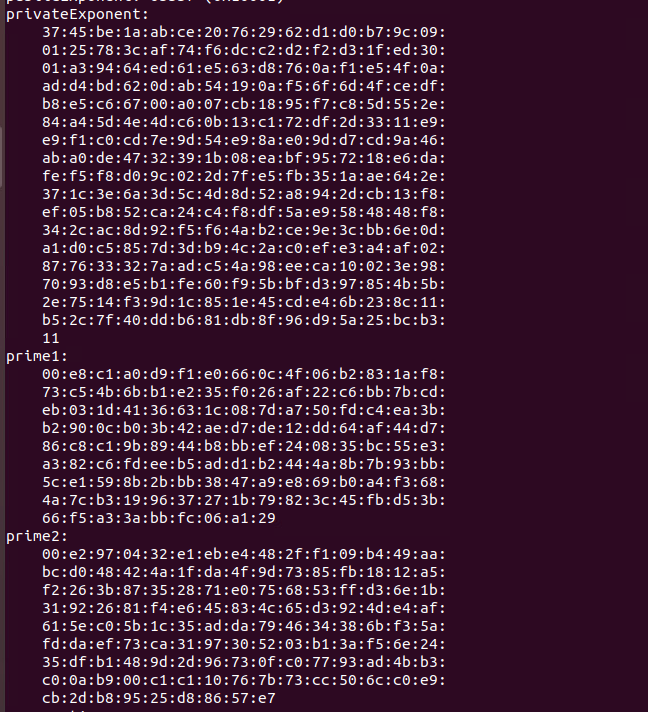 privateExponent:
37:45:be:1a:ab:ce:20:76:29:62:d1:d0:b7:9c:09:
01:25:78:3c:af:74:f6:dc:c2:d2:f2:d3:1f:ed:30:
01:a3:94:64:ed:61:e5:63:d8:76:0a:f1:e5:4f:0a:
ad:d4:bd:62:0d:ab:54:19:0a:f5:6f:6d:4f:ce:df:
b8:e5:c6:67:00:a0:07:cb:18:95:f7:c8:5d:55:2e:
84:a4:5d:4e:4d:c6:0b:13:c1:72:df:2d:33:11:e9:
e9:f1:c0:cd:7e:9d:54:e9:8a:e0:9d:d7:cd:9a:46:
ab:a0:de:47:32:39:1b:08:ea:bf:95:72:18:e6:da:
fe:f5:f8:d0:9c:02:2d:7f:e5:fb:35:1a:ae:64:2e:
37:1c:3e:6a:3d:5c:4d:8d:52:a8:94:2d:cb:13:f8:
ef:05:b8:52:ca:24:c4:f8:df:5a:e9:58:48:48:f8:
34:2c:ac:8d:92:f5:f6:4a:b2:ce:9e:3c:bb:6e:0d:
a1:d0:c5:85:7d:3d:b9:4c:2a:c0:ef:e3:a4:af:02:
87:76:33:32:7a:ad:c5:4a:98:ee:ca:10:02:3e:98:
70:93:d8:e5:b1:fe:60:f9:5b:bf:d3:97:85:4b:5b:
2e:75:14:f3:9d:1c:85:1e:45:cd:e4:6b:23:8c:11:
b5:2c:7f:40:dd:b6:81:db:8f:96:d9:5a:25:bc:b3:
11
prime1:
00:e8:c1:a0:d9:f1:e0:66:0c:4f:06:b2:83:1a:f8:
73:c5:4b:6b:b1:e2:35:f0:26:af:22:c6:bb:7b:cd:
eb:03:1d:41:36:63:1c:08:7d:a7:50:fd:c4:ea:3b:
b2:90:0c:b0:3b:42:ae:d7:de:12:dd:64:af:44:d7:
86:c8:c1:9b:89:44:b8:bb:ef:24:08:35:bc:55:e3:
a3:82:c6:fd:ee:b5:ad:d1:b2:44:4a:8b:7b:93:bb:
5c:e1:59:8b:2b:bb:38:47:a9:e8:69:b0:a4:f3:68:
4a:7c:b3:19:96:37:27:1b:79:82:3c:45:fb:d5:3b:
66:f5:a3:3a:bb:fc:06:a1:29
prime2:
00:e2:97:04:32:e1:eb:e4:48:2f:f1:09:b4:49:aa:
bc:d0:48:42:4a:1f:da:4f:9d:73:85:fb:18:12:a5:
f2:26:3b:87:35:28:71:e0:75:68:53:ff:d3:6e:1b:
31:92:26:81:f4:e6:45:83:4c:65:d3:92:4d:e4:af:
61:5e:c0:5b:1c:35:ad:da:79:46:34:38:6b:f3:5a:
fd:da:ef:73:ca:31:97:30:52:03:b1:3a:f5:6e:24:
35:df:b1:48:9d:2d:96:73:0f:c0:77:93:ad:4b:b3:
c0:0a:b9:00:c1:c1:10:76:7b:73:cc:50:6c:c0:e9:
cb:2d:b8:95:25:d8:86:57:e7